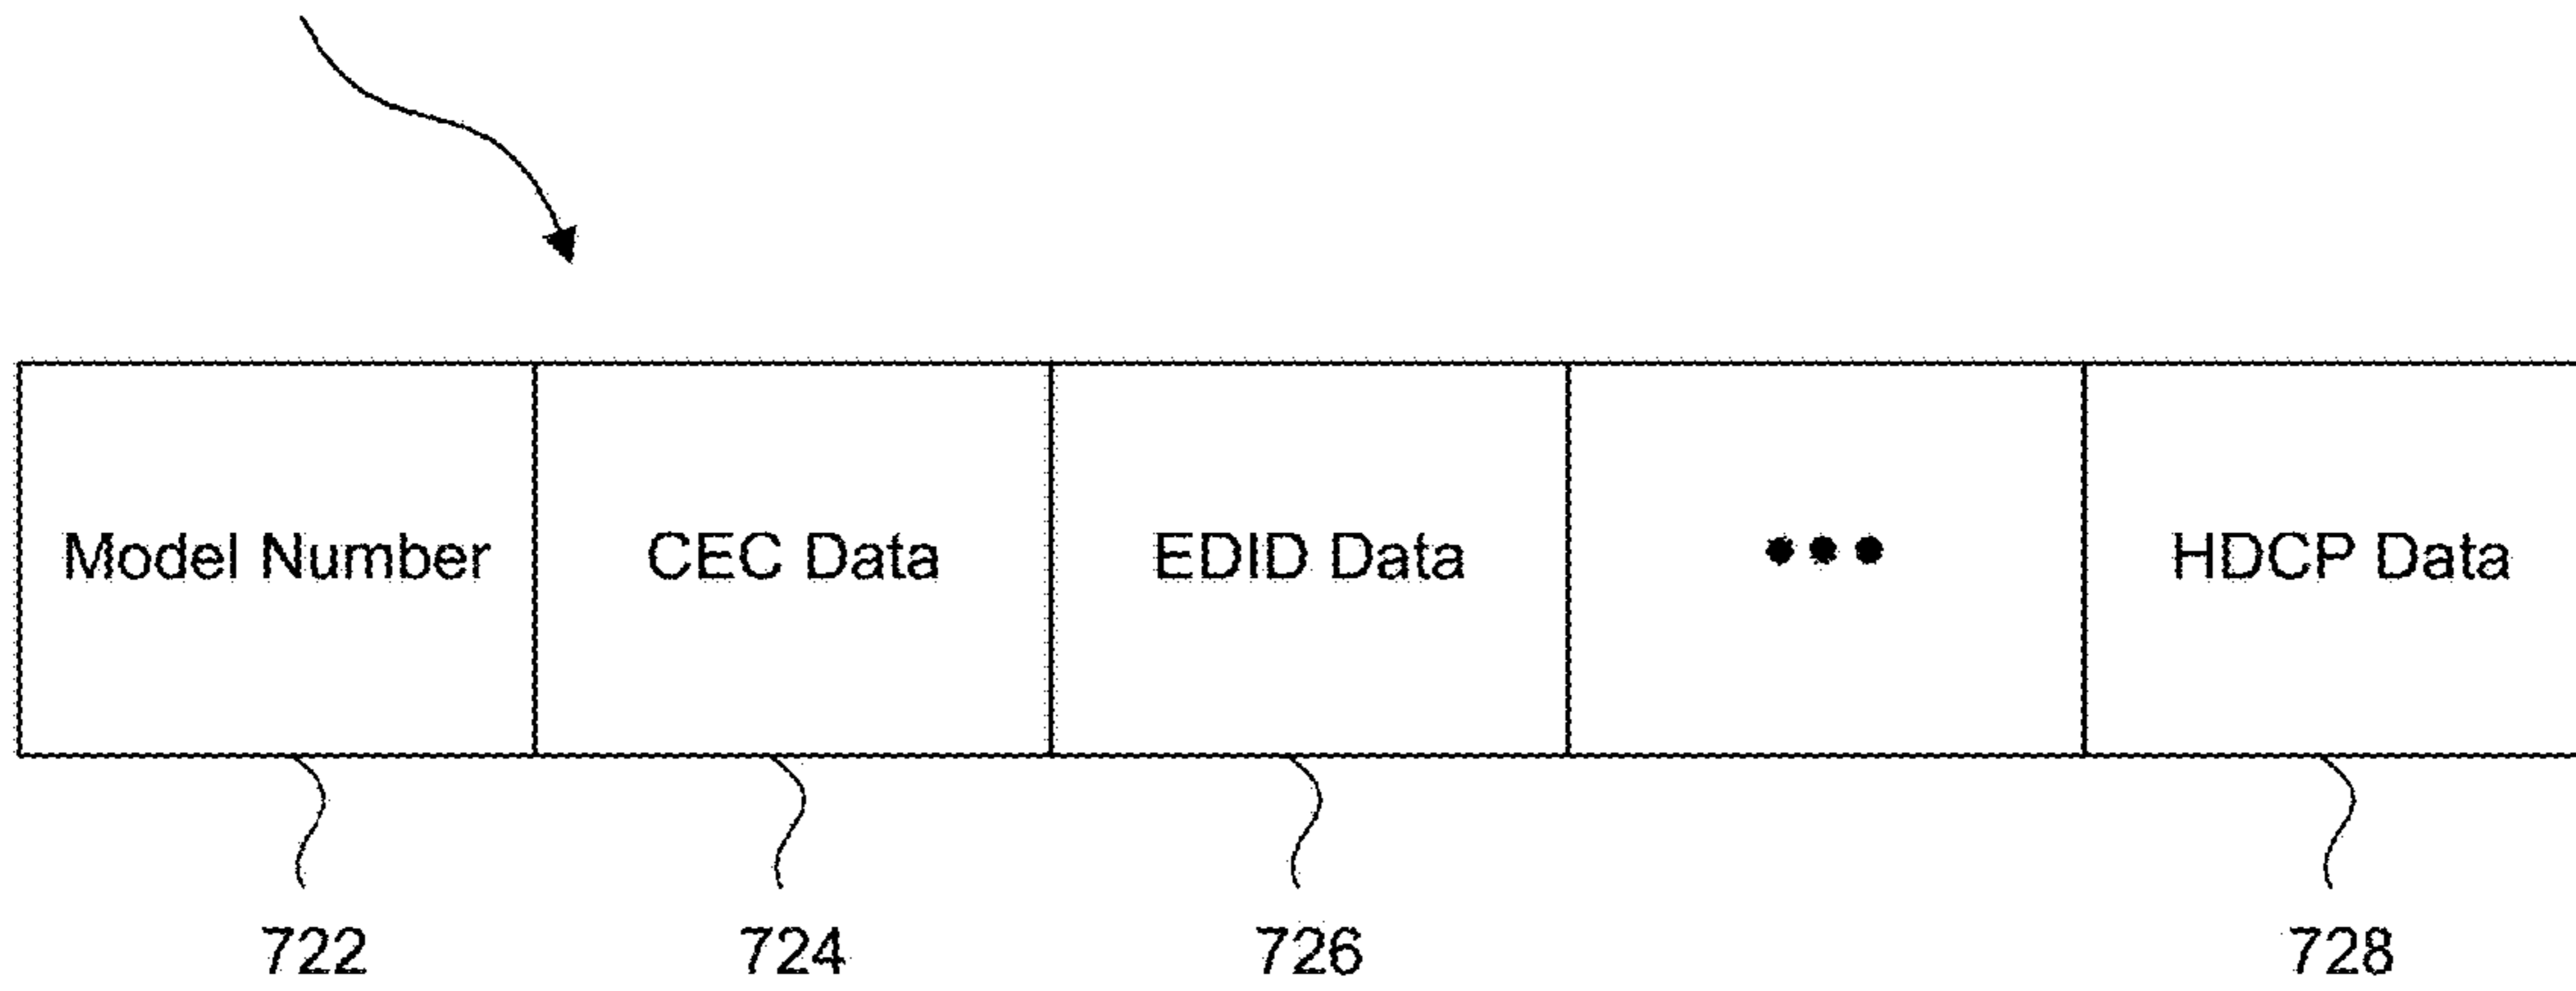 Model Number CEC Data EDID Data ••• HDCP Data
722 724 726 728